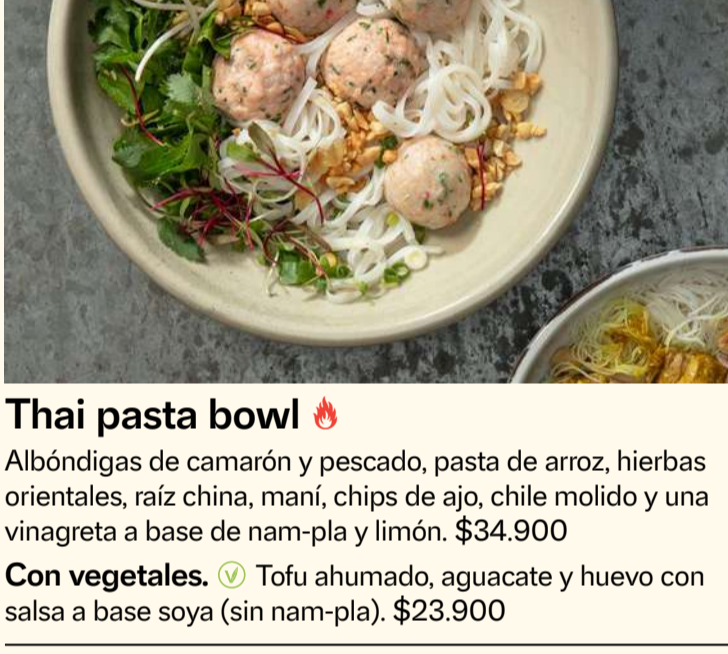 Thai pasta bowl
Albóndigas de camarón y pescado, pasta de arroz, hierbas
orientales, raíz china, maní, chips de ajo, chile molido y una
vinagreta a base de nam-pla y limón. $34.900
Con vegetales. V Tofu ahumado, aguacate y huevo con
salsa a base soya (sin nam-pla). $23.900